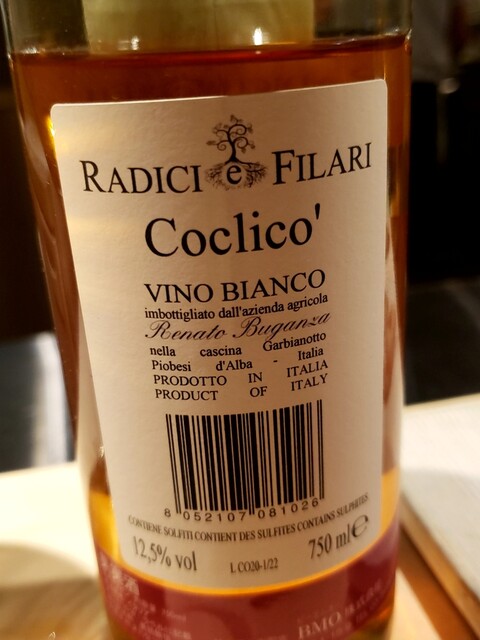 RADICI e FILARI
Coclico'
VINO BIANCO
imbottigliato dall'azienda agricola
Renato Buganza
nella cascina Garbianotto
Piobesi d'Alba - Italia
PRODOTTO IN ITALIA
PRODUCT OF ITALY
8 052107 081026
CONTIENE SOLFITI CONTIENT DES SULFITES CONTAINS SULPHITES
12,5% vol L CO20-1/22 750 ml ℮
BMO